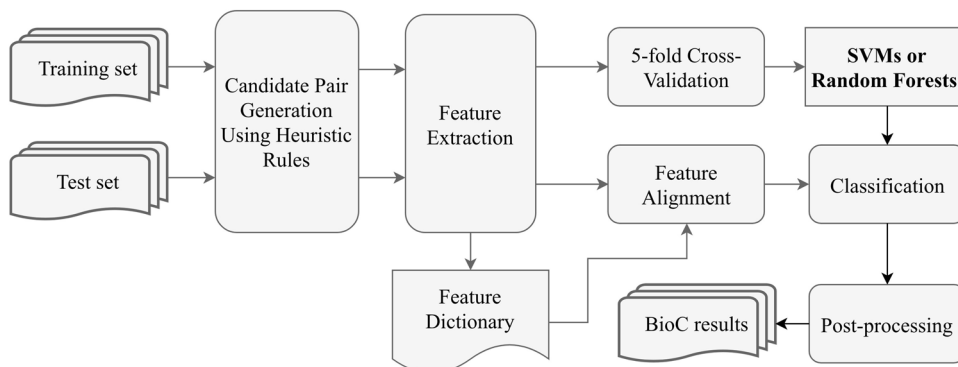 Training set
Test set
Candidate Pair
Generation
Using Heuristic
Rules
Feature
Extraction
Feature
Dictionary
5-fold Cross-
Validation
Feature
Alignment
SVMs or
Random Forests
Classification
Post-processing
BioC results